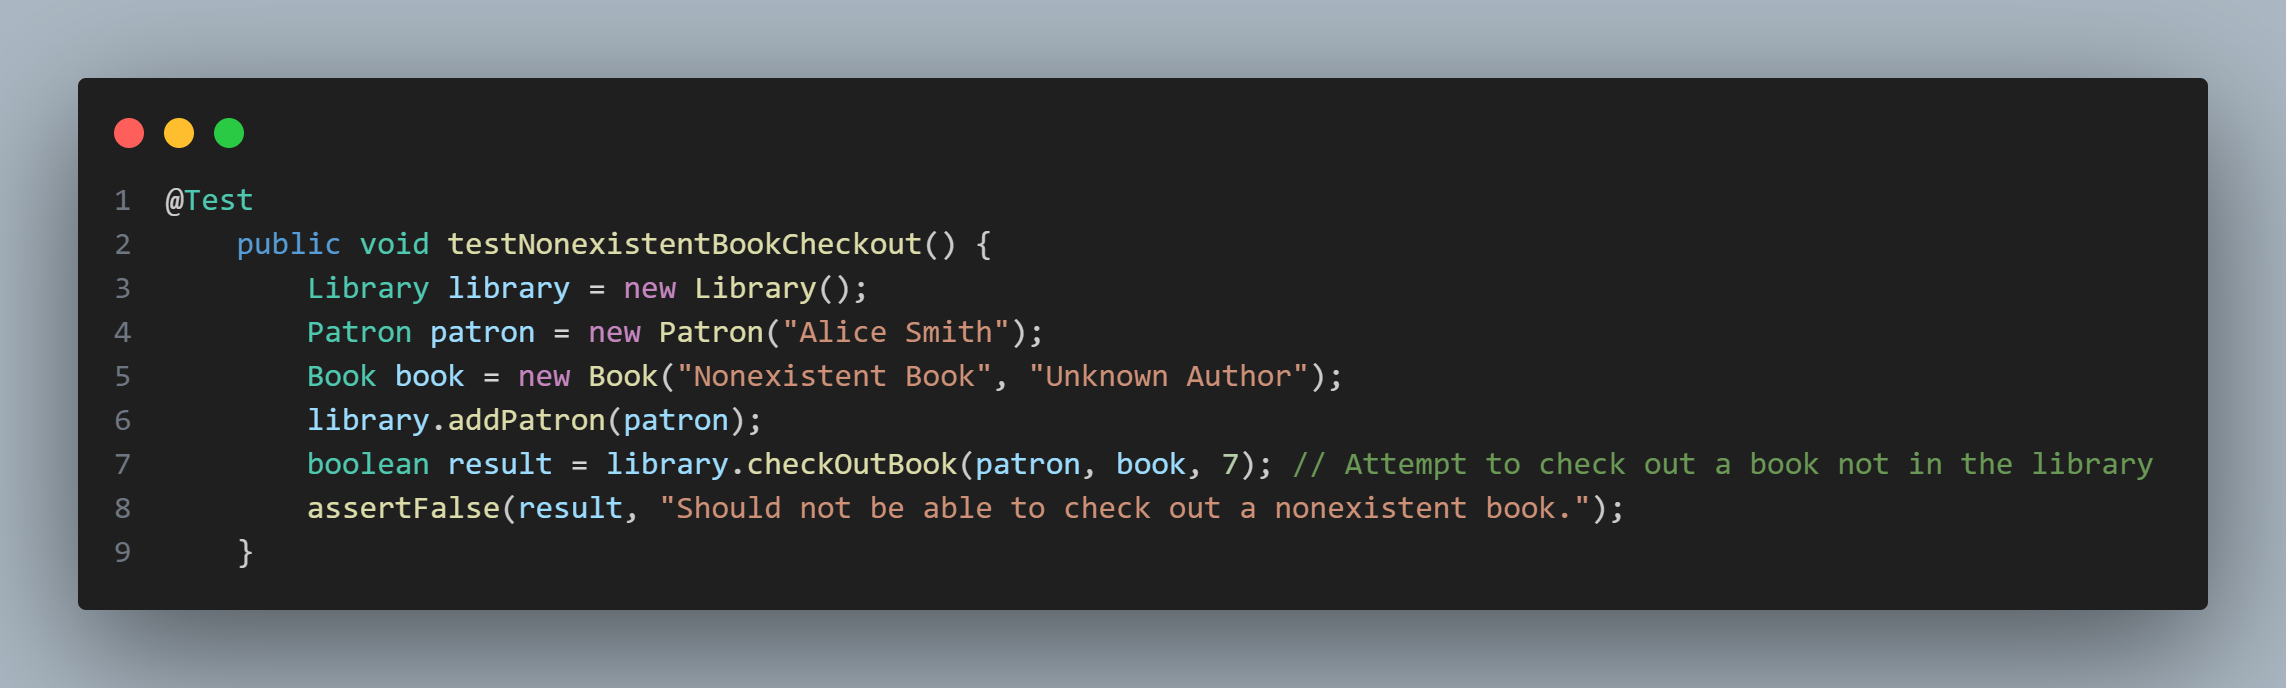 1 @Test
2     public void testNonexistentBookCheckout() {
3         Library library = new Library();
4         Patron patron = new Patron("Alice Smith");
5         Book book = new Book("Nonexistent Book", "Unknown Author");
6         library.addPatron(patron);
7         boolean result = library.checkOutBook(patron, book, 7); // Attempt to check out a book not in the library
8         assertFalse(result, "Should not be able to check out a nonexistent book.");
9     }